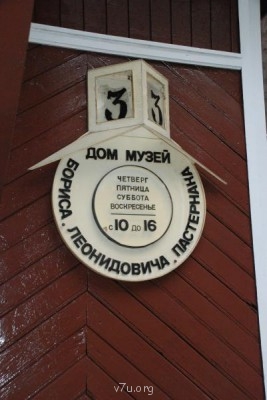 3 3
ДОМ МУЗЕЙ
БОРИСА . ЛЕОНИДОВИЧА . ПАСТЕРНАКА
ЧЕТВЕРГ
ПЯТНИЦА
СУББОТА
ВОСКРЕСЕНЬЕ
с 10 до 16
v7u.org